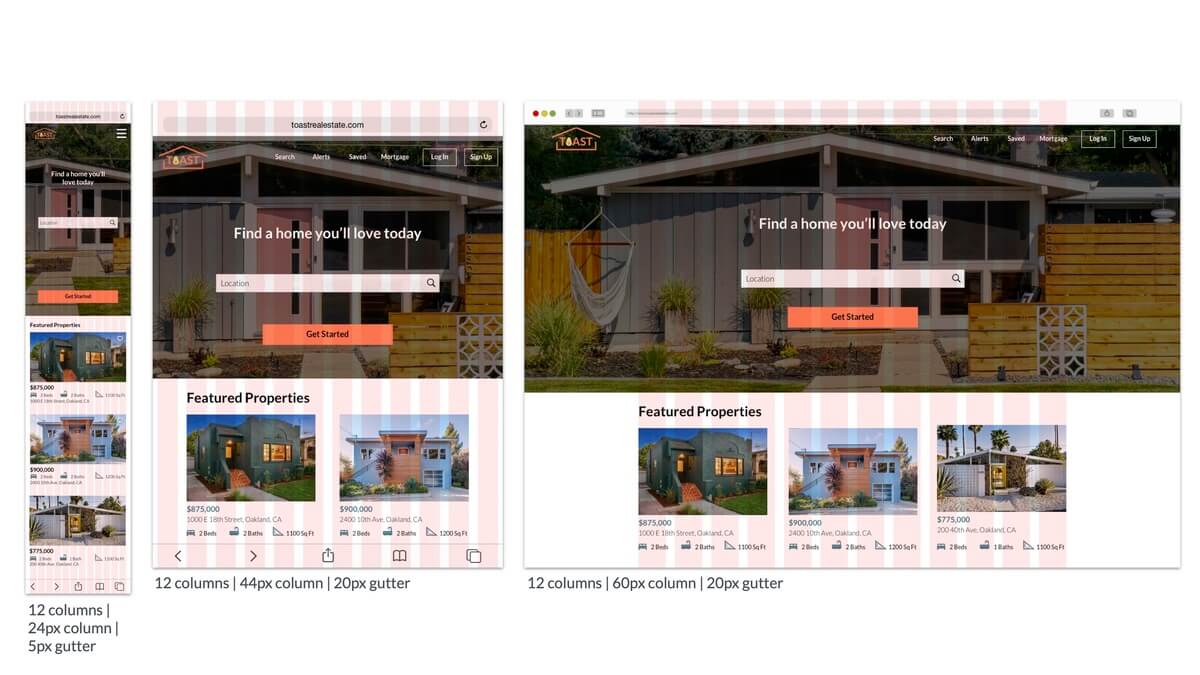 toastrealestate.com
TOAST
Find a home you'll
love today
Location
Get Started
Featured Properties
$875,000
2 Beds 2 Baths 1100 Sq Ft
1000 E 18th Street, Oakland, CA
$900,000
2 Beds 2 Baths 1200 Sq Ft
2400 10th Ave, Oakland, CA
$775,000
2 Beds 1 Bath 1100 Sq Ft
200 40th Ave, Oakland, CA
12 columns |
24px column |
5px gutter
toastrealestate.com
TOAST
Search Alerts Saved Mortgage Log In Sign Up
Find a home you'll love today
Location
Get Started
Featured Properties
$875,000 $900,000
1000 E 18th Street, Oakland, CA 2400 10th Ave, Oakland, CA
2 Beds 2 Baths 1100 Sq Ft 2 Beds 2 Baths 1200 Sq Ft
12 columns | 44px column | 20px gutter
TOAST
Search Alerts Saved Mortgage Log In Sign Up
Find a home you'll love today
Location
Get Started
Featured Properties
$875,000 $900,000 $775,000
1000 E 18th Street, Oakland, CA 2400 10th Ave, Oakland, CA 200 40th Ave, Oakland, CA
2 Beds 2 Baths 1100 Sq Ft 2 Beds 2 Baths 1200 Sq Ft 2 Beds 1 Baths 1100 Sq Ft
12 columns | 60px column | 20px gutter